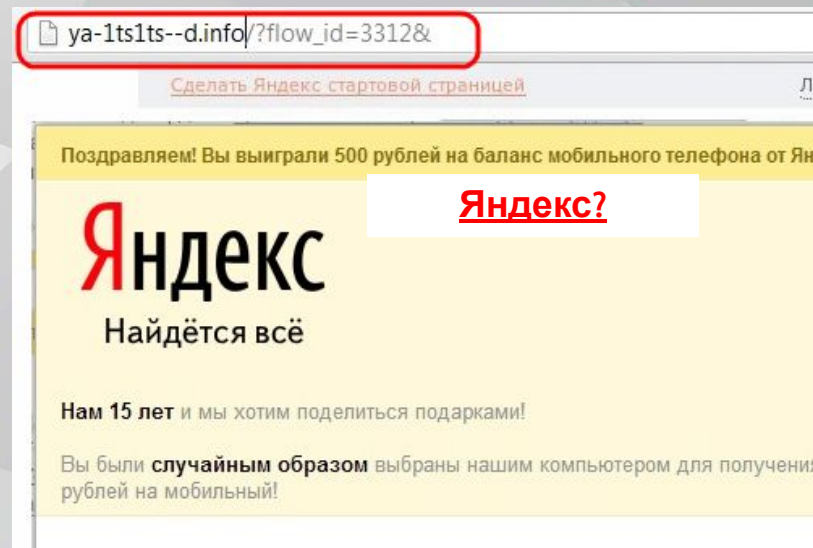 ya-1ts1ts--d.info/?flow_id=3312&
Сделать Яндекс стартовой страницей
Поздравляем! Вы выиграли 500 рублей на баланс мобильного телефона от Ян
Яндекс?
Яндекс
Найдётся всё
Нам 15 лет и мы хотим поделиться подарками!
Вы были случайным образом выбраны нашим компьютером для получения
рублей на мобильный!